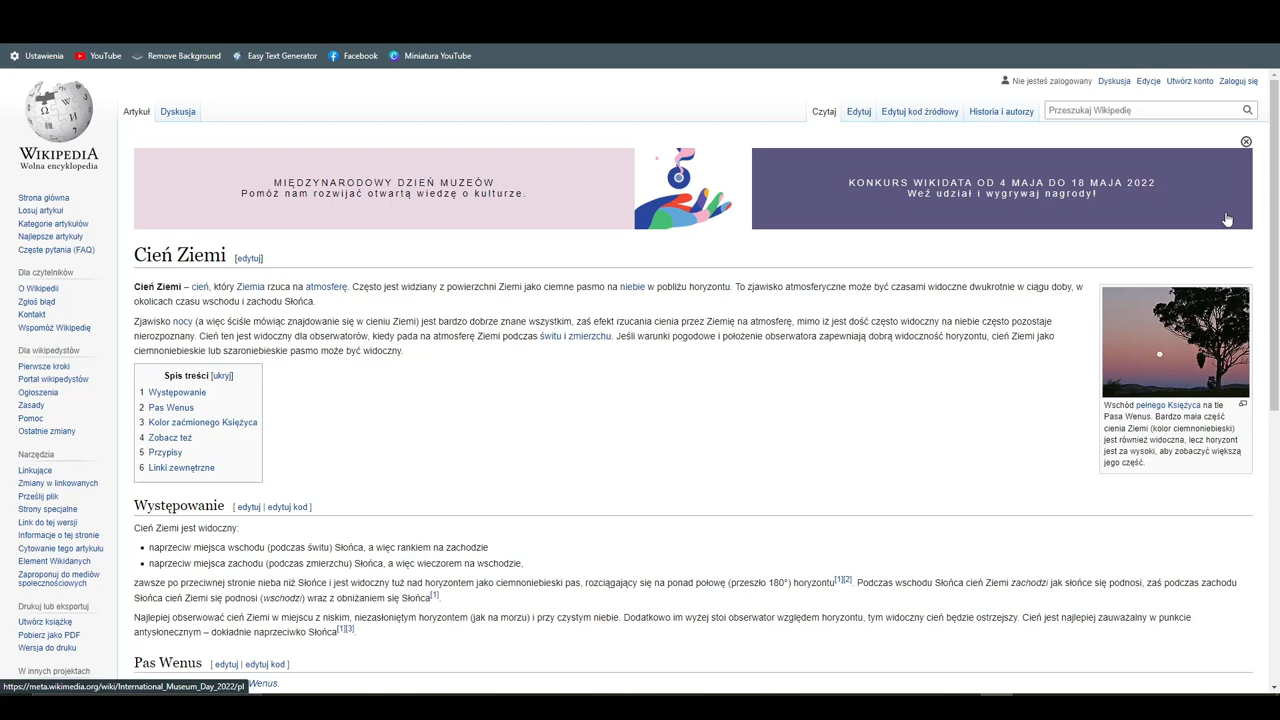 Ustawienia YouTube Remove Background Easy Text Generator Facebook Miniatura YouTube
Nie jesteś zalogowany Dyskusja Edycje Utwórz konto Zaloguj się
Artykuł Dyskusja Czytaj Edytuj Edytuj kod źródłowy Historia i autorzy Przeszukaj Wikipedię
WIKIPEDIA
Wolna encyklopedia
Strona główna
Losuj artykuł
Kategorie artykułów
Najlepsze artykuły
Częste pytania (FAQ)
Dla czytelników
O Wikipedii
Zgłoś błąd
Kontakt
Wspomóż Wikipedię
Dla wikipedystów
Pierwsze kroki
Portal wikipedystów
Ogłoszenia
Zasady
Pomoc
Ostatnie zmiany
Narzędzia
Linkujące
Zmiany w linkowanych
Prześlij plik
Strony specjalne
Link do tej wersji
Informacje o tej stronie
Cytowanie tego artykułu
Element Wikidanych
Zaproponuj do mediów
społecznościowych
Drukuj lub eksportuj
Utwórz książkę
Pobierz jako PDF
Wersja do druku
W innych projektach
MIĘDZYNARODOWY DZIEŃ MUZEÓW
Pomóż nam rozwijać otwartą wiedzę o kulturze.
KONKURS WIKIDATA OD 4 MAJA DO 18 MAJA 2022
Weź udział i wygrywaj nagrody!
Cień Ziemi [edytuj]
Cień Ziemi – cień, który Ziemia rzuca na atmosferę. Często jest widziany z powierzchni Ziemi jako ciemne pasmo na niebie w pobliżu horyzontu. To zjawisko atmosferyczne może być czasami widoczne dwukrotnie w ciągu doby, w
okolicach czasu wschodu i zachodu Słońca.
Zjawisko nocy (a więc ściśle mówiąc znajdowanie się w cieniu Ziemi) jest bardzo dobrze znane wszystkim, zaś efekt rzucania cienia przez Ziemię na atmosferę, mimo iż jest dość często widoczny na niebie często pozostaje
nierozpoznany. Cień ten jest widoczny dla obserwatorów, kiedy pada na atmosferę Ziemi podczas świtu i zmierzchu. Jeśli warunki pogodowe i położenie obserwatora zapewniają dobrą widoczność horyzontu, cień Ziemi jako
ciemnoniebieskie lub szaroniebieskie pasmo może być widoczny.
Spis treści [ukryj]
1 Występowanie
2 Pas Wenus
3 Kolor zaćmionego Księżyca
4 Zobacz też
5 Przypisy
6 Linki zewnętrzne
Wschód pełnego Księżyca na tle
Pasa Wenus. Bardzo mała część
cienia Ziemi (kolor ciemnoniebieski)
jest również widoczna, lecz horyzont
jest za wysoki, aby zobaczyć większą
jego część.
Występowanie [ edytuj | edytuj kod ]
Cień Ziemi jest widoczny:
• naprzeciw miejsca wschodu (podczas świtu) Słońca, a więc rankiem na zachodzie
• naprzeciw miejsca zachodu (podczas zmierzchu) Słońca, a więc wieczorem na wschodzie,
zawsze po przeciwnej stronie nieba niż Słońce i jest widoczny tuż nad horyzontem jako ciemnoniebieski pas, rozciągający się na ponad połowę (przeszło 180°) horyzontu[1][2]. Podczas wschodu Słońca cień Ziemi zachodzi jak słońce się podnosi, zaś podczas zachodu
Słońca cień Ziemi się podnosi (wschodzi) wraz z obniżaniem się Słońca[1].
Najlepiej obserwować cień Ziemi w miejscu z niskim, niezasłoniętym horyzontem (jak na morzu) i przy czystym niebie. Dodatkowo im wyżej stoi obserwator względem horyzontu, tym widoczny cień będzie ostrzejszy. Cień jest najlepiej zauważalny w punkcie
antysłonecznym – dokładnie naprzeciwko Słońca[1][3].
Pas Wenus [ edytuj | edytuj kod ]
Wenus.
https://meta.wikimedia.org/wiki/International_Museum_Day_2022/pl